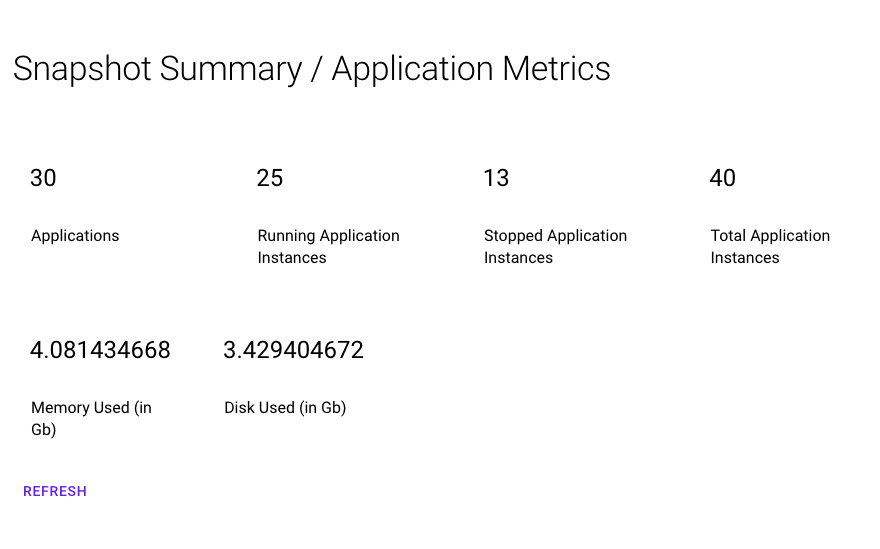 Snapshot Summary / Application Metrics
30
25
13
40
Applications
Running Application
Instances
Stopped Application
Instances
Total Application
Instances
4.081434668
3.429404672
Memory Used (in
Gb)
Disk Used (in Gb)
REFRESH